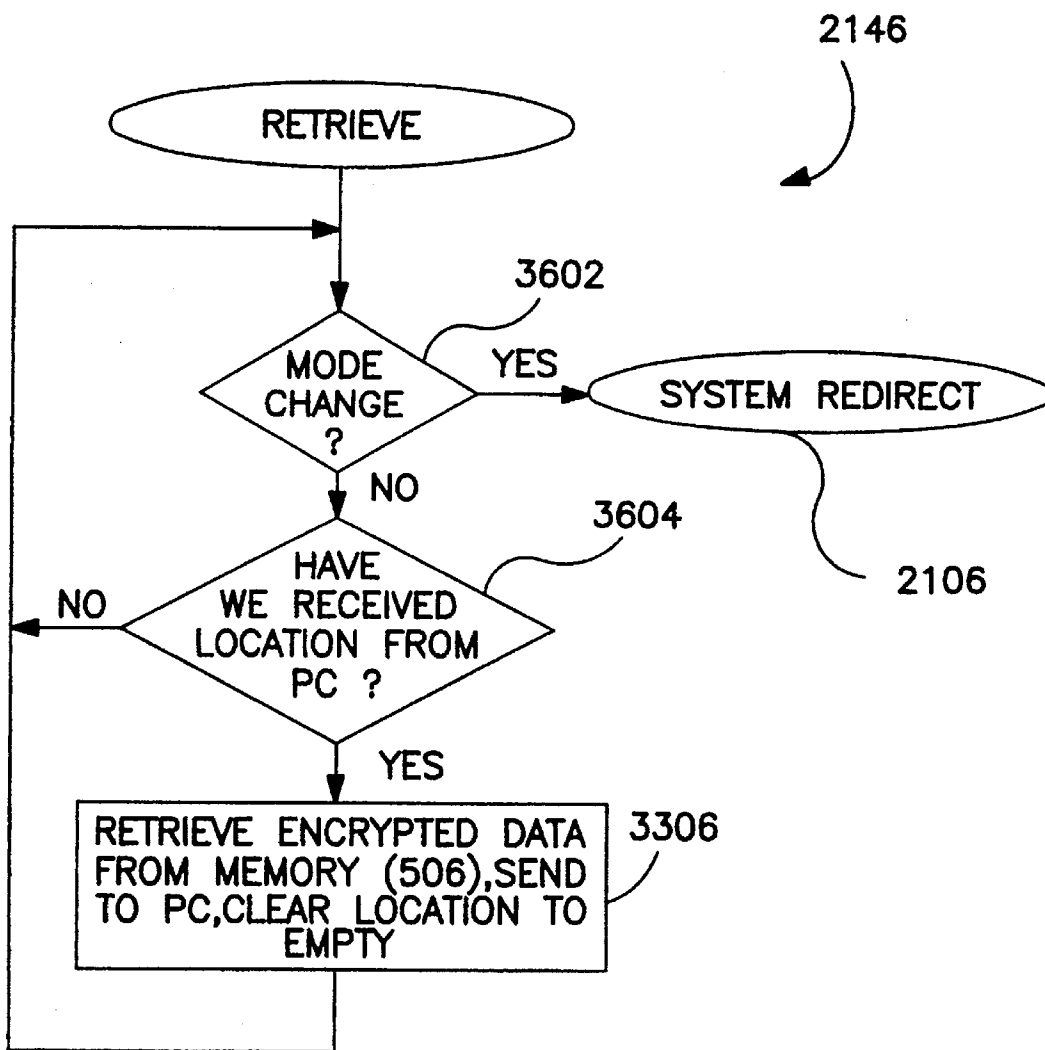 2146
RETRIEVE
3602
MODE
CHANGE
?
YES
SYSTEM REDIRECT
NO
2106
3604
HAVE
WE RECEIVED
LOCATION FROM
PC ?
NO
YES
RETRIEVE ENCRYPTED DATA
FROM MEMORY (506),SEND
TO PC,CLEAR LOCATION TO
EMPTY
3306